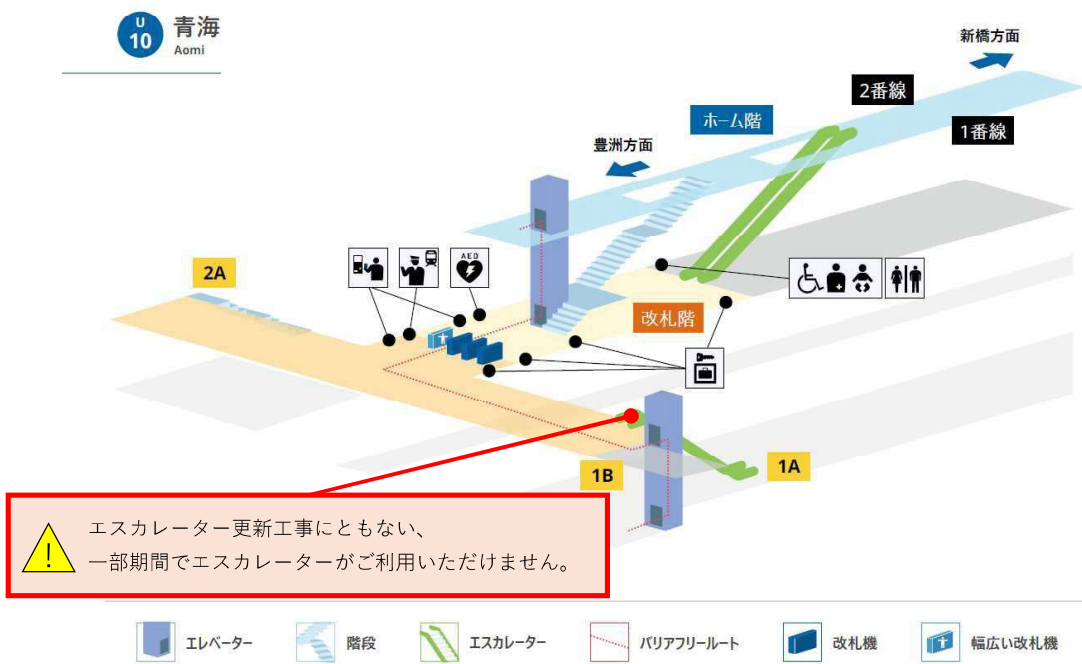 U
10
青海
Aomi
新橋方面
2番線
ホーム階
1番線
豊洲方面
AED
2A
改札階
1B
1A
エスカレーター更新工事にともない、
一部期間でエスカレーターがご利用いただけません。
エレベーター
階段
エスカレーター
バリアフリールート
改札機
幅広い改札機